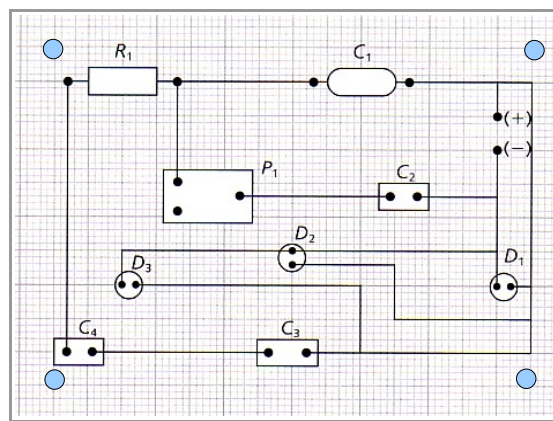 R₁
C₁
(+)
(−)
P₁
C₂
D₂
D₁
D₃
C₄
C₃